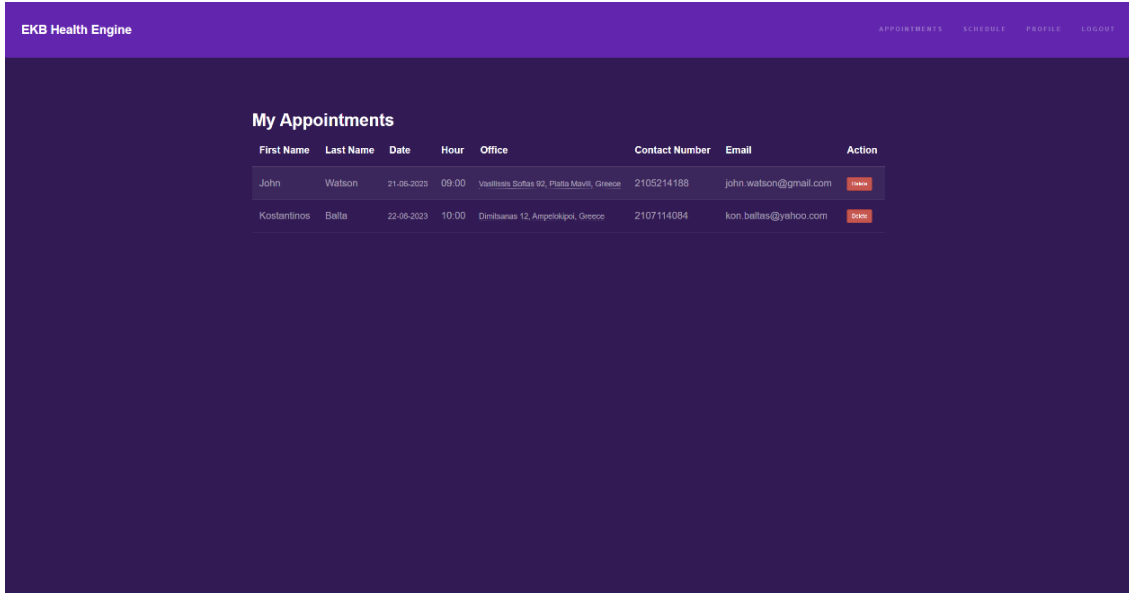 EKB Health Engine
APPOINTMENTS SCHEDULE PROFILE LOGOUT
My Appointments
First Name Last Name Date Hour Office Contact Number Email Action
John Watson 21-06-2023 09:00 Vasilissis Sofias 92, Platia Mavili, Greece 2105214188 john.watson@gmail.com Delete
Kostantinos Balta 22-06-2023 10:00 Dimitsanas 12, Ampelokipoi, Greece 2107114084 kon.baltas@yahoo.com Delete